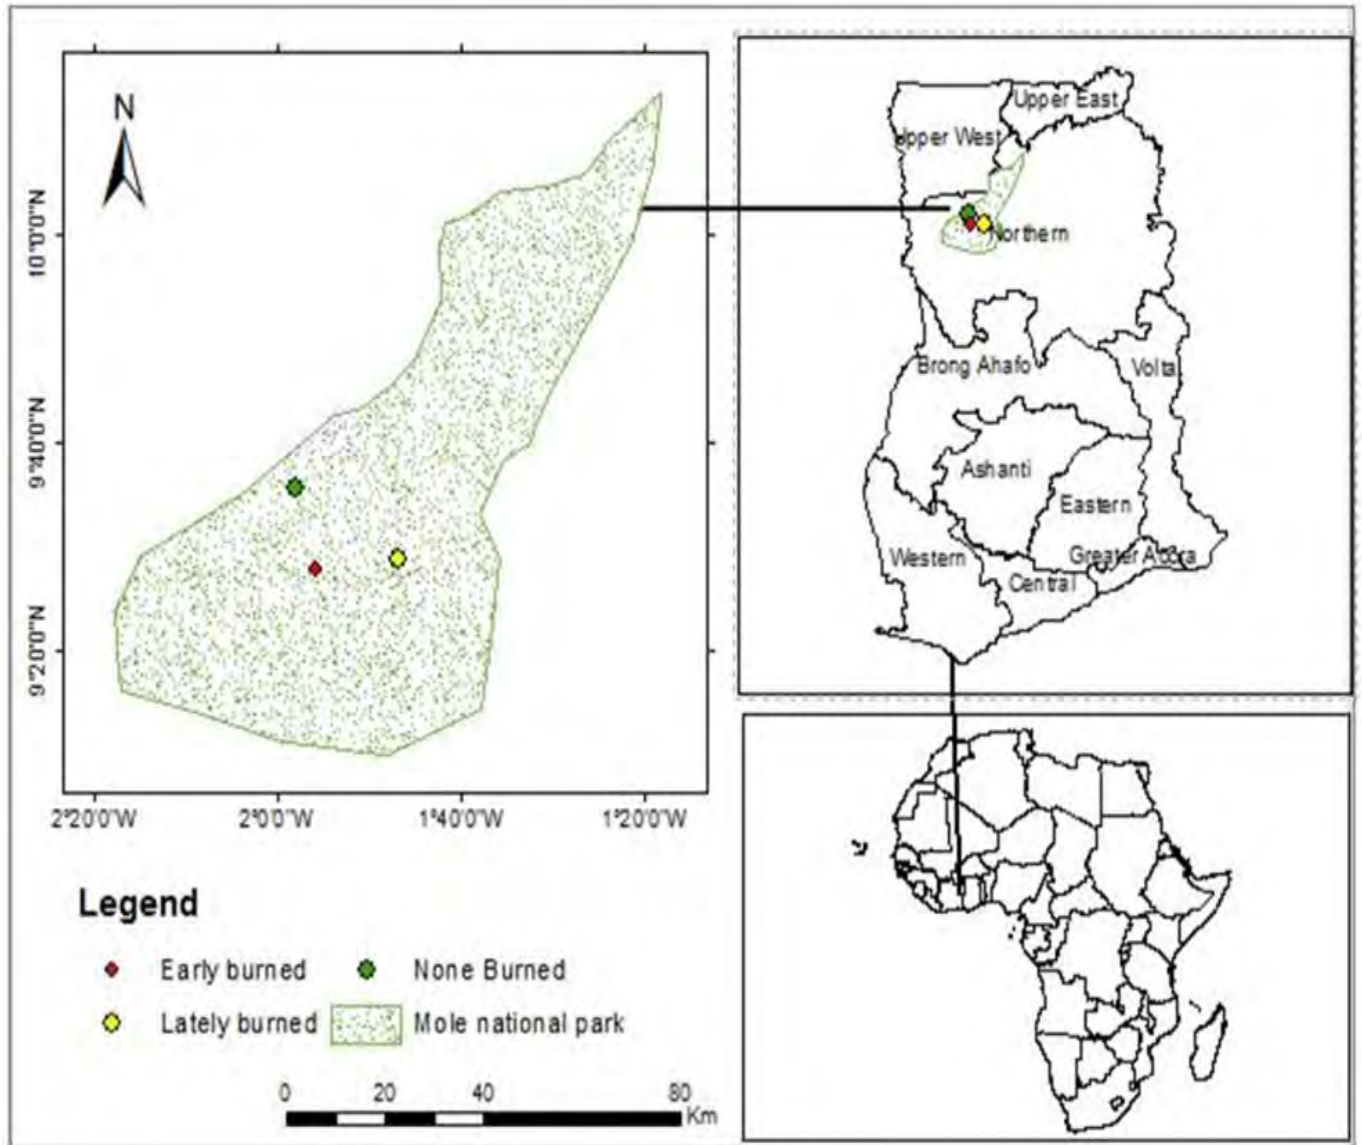 N
10°0'0"N
9°40'0"N
9°20'0"N
2°20'0"W 2°0'0"W 1°40'0"W 1°20'0"W
Upper East
Upper West
Northern
Brong Ahafo
Volta
Ashanti
Eastern
Western
Greater Accra
Central
Legend
Early burned None Burned
Lately burned Mole national park
0 20 40 80
Km